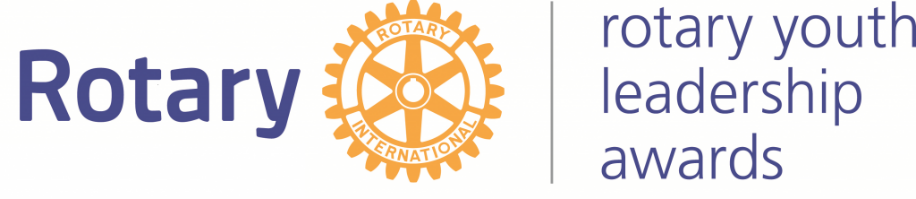 Rotary
ROTARY
INTERNATIONAL
rotary youth
leadership
awards